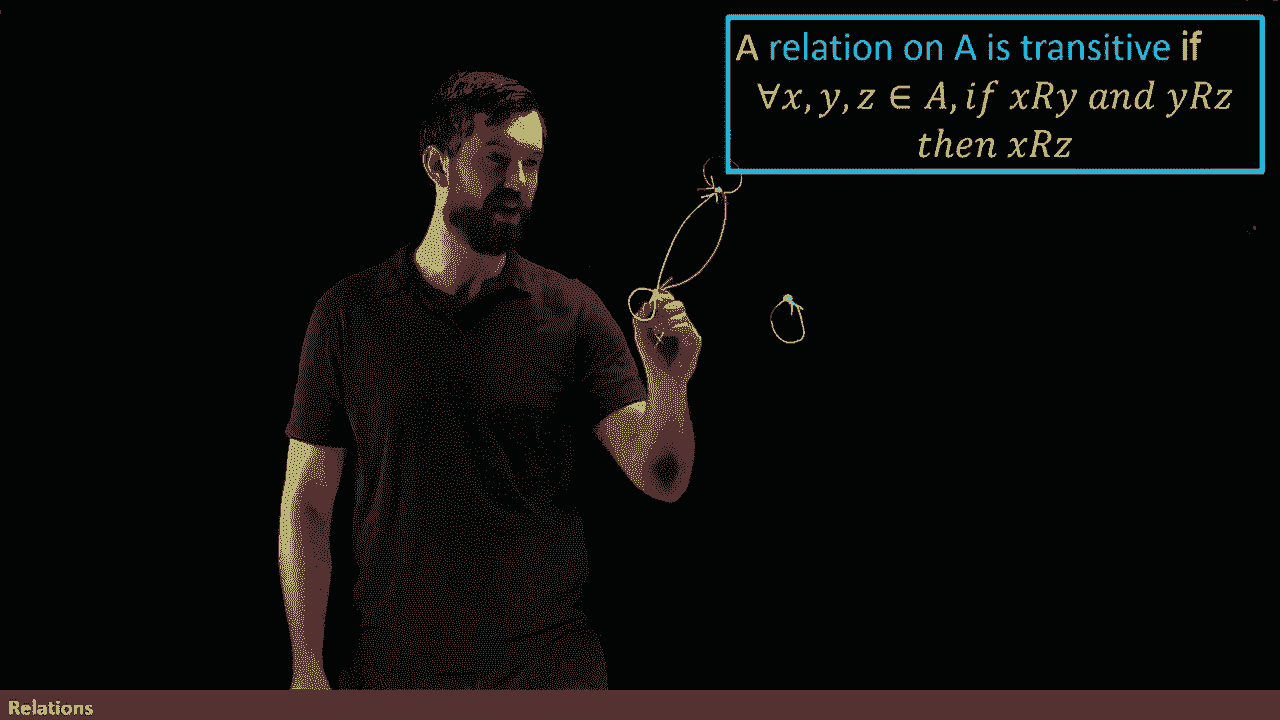 A relation on A is transitive if
∀x, y, z ∈ A, if xRy and yRz
then xRz
Relations